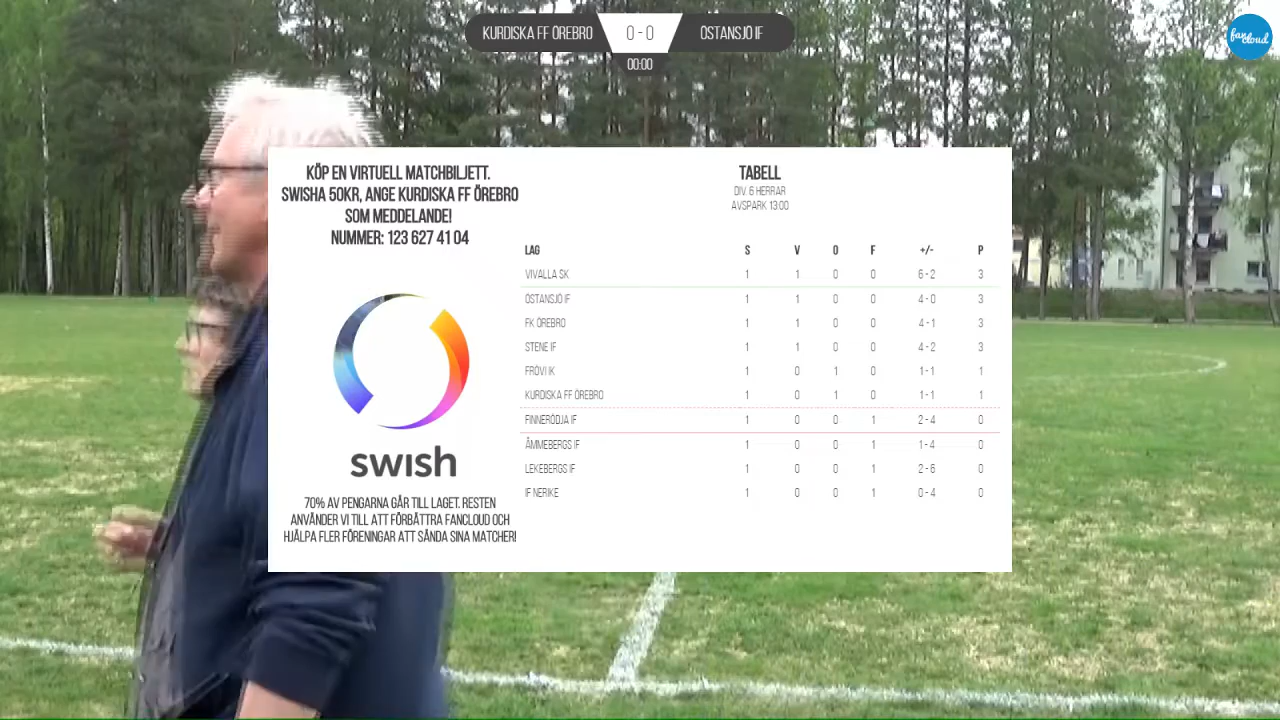 KURDISKA FF ÖREBRO 0 - 0 ÖSTANSJÖ IF
00:00
fan cloud
KÖP EN VIRTUELL MATCHBILJETT.
SWISHA 50KR, ANGE KURDISKA FF ÖREBRO
SOM MEDDELANDE!
NUMMER: 123 627 41 04
swish
70% AV PENGARNA GÅR TILL LAGET. RESTEN
ANVÄNDER VI TILL ATT FÖRBÄTTRA FANCLOUD OCH
HJÄLPA FLER FÖRENINGAR ATT SÄNDA SINA MATCHER!
TABELL
DIV. 6 HERRAR
AVSPARK 13:00
LAG S V O F +/- P
VIVALLA SK 1 1 0 0 6 - 2 3
ÖSTANSJÖ IF 1 1 0 0 4 - 0 3
FK ÖREBRO 1 1 0 0 4 - 1 3
STENE IF 1 1 0 0 4 - 2 3
FRÖVI IK 1 0 1 0 1 - 1 1
KURDISKA FF ÖREBRO 1 0 1 0 1 - 1 1
FINNERÖDJA IF 1 0 0 1 2 - 4 0
ÅMMEBERGS IF 1 0 0 1 1 - 4 0
LEKEBERGS IF 1 0 0 1 2 - 6 0
IF NERIKE 1 0 0 1 0 - 4 0